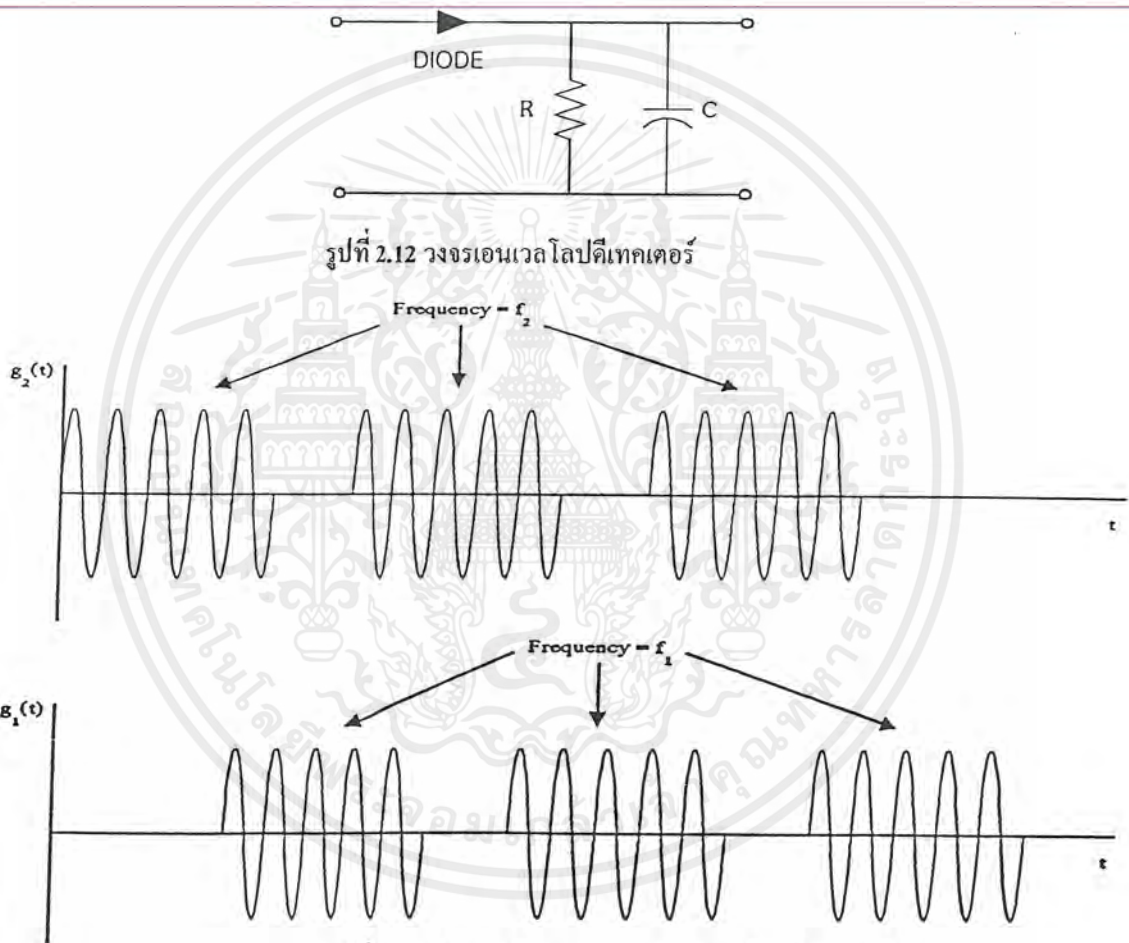 DIODE
R
C
รูปที่ 2.12 วงจรเอนเวลโลปดีเทคเตอร์
Frequency = f₂
g₂(t)
t
Frequency = f₁
g₁(t)
t